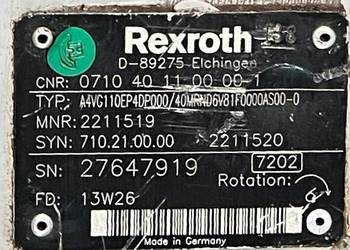 Rexroth
D-89275 Elchingen
CNR: 0710 40 11 00 00 1
TYP: A4VG110EP4DP000/40MRND6V81F0000AS00-0
MNR: 2211519
SYN: 710.21.00.00 2211520
SN: 27647919 7202
Rotation:
FD: 13W26
Made in Germany